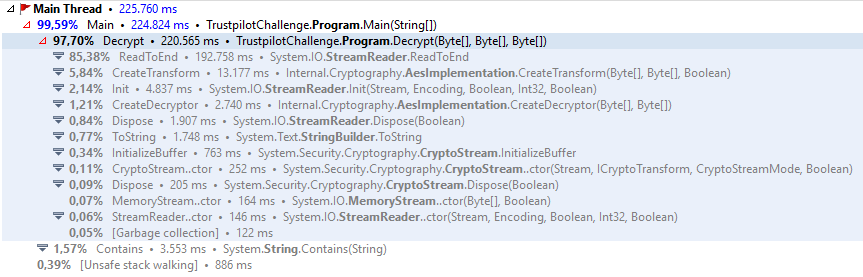 Main Thread • 225.760 ms
99,59% Main • 224.824 ms • TrustpilotChallenge.Program.Main(String[])
97,70% Decrypt • 220.565 ms • TrustpilotChallenge.Program.Decrypt(Byte[], Byte[], Byte[])
85,38% ReadToEnd • 192.758 ms • System.IO.StreamReader.ReadToEnd
5,84% CreateTransform • 13.177 ms • Internal.Cryptography.AesImplementation.CreateTransform(Byte[], Byte[], Boolean)
2,14% Init • 4.837 ms • System.IO.StreamReader.Init(Stream, Encoding, Boolean, Int32, Boolean)
1,21% CreateDecryptor • 2.740 ms • Internal.Cryptography.AesImplementation.CreateDecryptor(Byte[], Byte[])
0,84% Dispose • 1.907 ms • System.IO.StreamReader.Dispose(Boolean)
0,77% ToString • 1.748 ms • System.Text.StringBuilder.ToString
0,34% InitializeBuffer • 763 ms • System.Security.Cryptography.CryptoStream.InitializeBuffer
0,11% CryptoStream..ctor • 252 ms • System.Security.Cryptography.CryptoStream..ctor(Stream, ICryptoTransform, CryptoStreamMode, Boolean)
0,09% Dispose • 205 ms • System.Security.Cryptography.CryptoStream.Dispose(Boolean)
0,07% MemoryStream..ctor • 164 ms • System.IO.MemoryStream..ctor(Byte[], Boolean)
0,06% StreamReader..ctor • 146 ms • System.IO.StreamReader..ctor(Stream, Encoding, Boolean, Int32, Boolean)
0,05% [Garbage collection] • 122 ms
1,57% Contains • 3.553 ms • System.String.Contains(String)
0,39% [Unsafe stack walking] • 886 ms